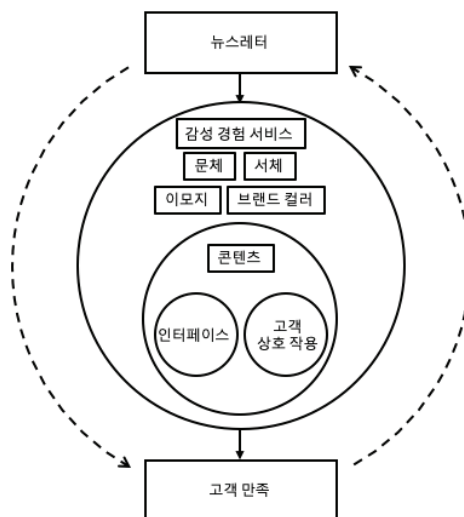 뉴스레터
감성 경험 서비스
문체 서체
이모지 브랜드 컬러
콘텐츠
인터페이스
고객
상호 작용
고객 만족